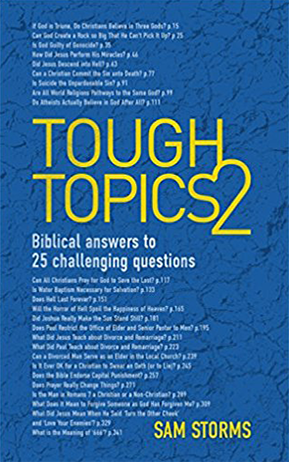 If God is Triune, Do Christians Believe in Three Gods? p.15
Can God Create a Rock so Big That He Can't Pick It Up? p.25
Is God Guilty of Genocide? p.35
How Did Jesus Perform His Miracles? p.46
Did Jesus Descend into Hell? p.63
Can a Christian Commit the Sin unto Death? p.77
Is Suicide the Unpardonable Sin? p.91
Are All World Religions Pathways to the Same God? p.99
Do Atheists Actually Believe in God After All? p.111
TOUGH
TOPICS2
Biblical answers to
25 challenging questions
Can All Christians Pray for God to Save the Lost? p.117
Is Water Baptism Necessary for Salvation? p.133
Does Hell Last Forever? p.151
Will the Horror of Hell Spoil the Happiness of Heaven? p.165
Did Joshua Really Make the Sun Stand Still? p.181
Does Paul Restrict the Office of Elder and Senior Pastor to Men? p.195
What Did Jesus Teach about Divorce and Remarriage? p.211
What Did Paul Teach about Divorce and Remarriage? p.223
Can a Divorced Man Serve as an Elder in the Local Church? p.239
Is It Ever OK for a Christian to Swear an Oath (or to Lie)? p.245
Does the Bible Endorse Capital Punishment? p.257
Does Prayer Really Change Things? p.271
Is the Man in Romans 7 a Christian or a Non-Christian? p.289
What Does It Mean to Forgive Someone as God Has Forgiven Me? p.309
What Did Jesus Mean When He Said 'Turn the Other Cheek'
and 'Love Your Enemies'? p.329
What is the Meaning of '666'? p.341
SAM STORMS